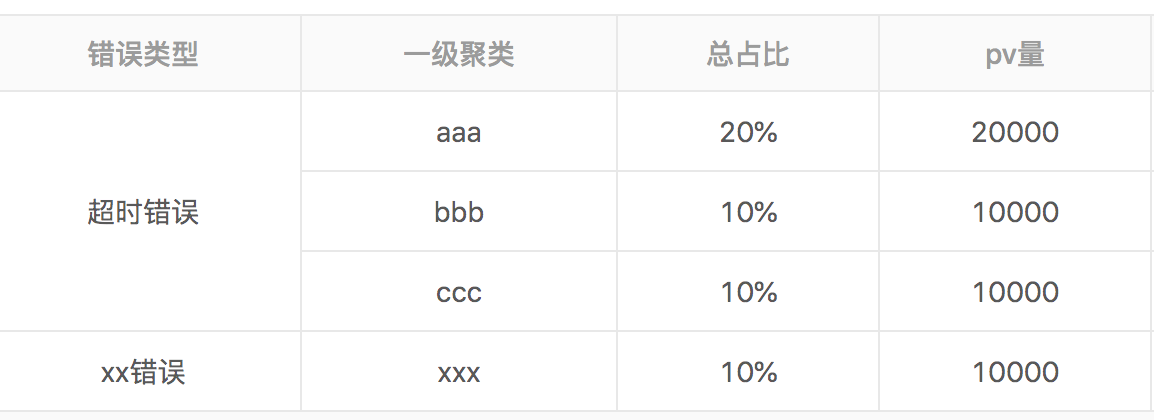 错误类型 一级聚类 总占比 pv量
aaa 20% 20000
超时错误 bbb 10% 10000
ccc 10% 10000
xx错误 xxx 10% 10000